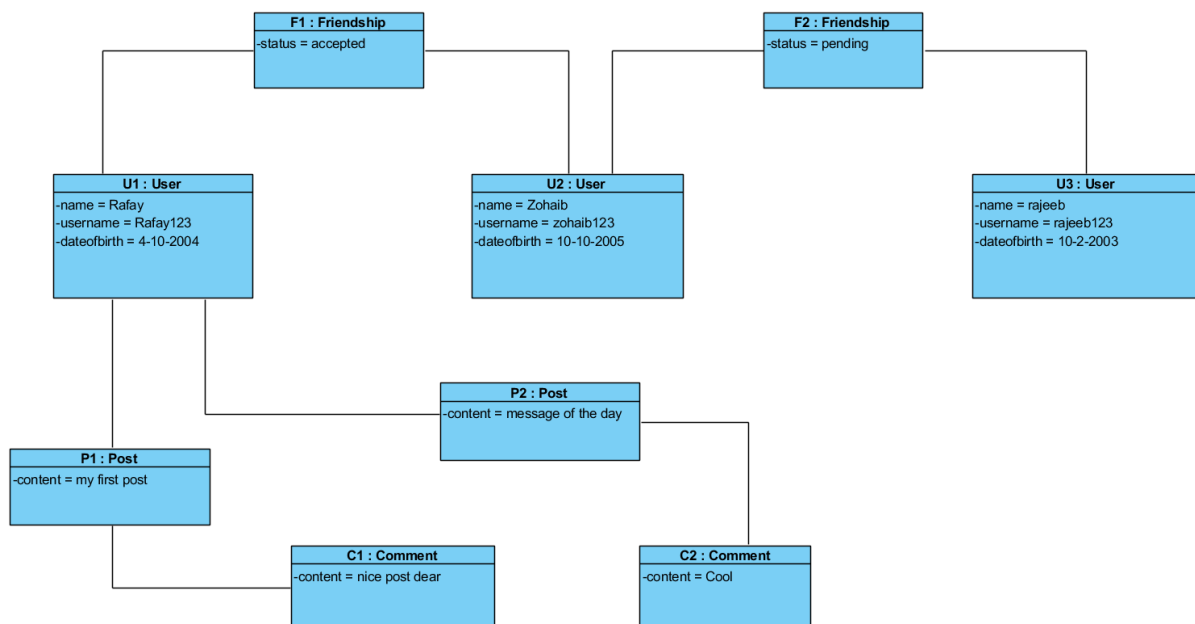 F1 : Friendship
-status = accepted
F2 : Friendship
-status = pending
U1 : User
-name = Rafay
-username = Rafay123
-dateofbirth = 4-10-2004
U2 : User
-name = Zohaib
-username = zohaib123
-dateofbirth = 10-10-2005
U3 : User
-name = rajeeb
-username = rajeeb123
-dateofbirth = 10-2-2003
P2 : Post
-content = message of the day
P1 : Post
-content = my first post
C1 : Comment
-content = nice post dear
C2 : Comment
-content = Cool